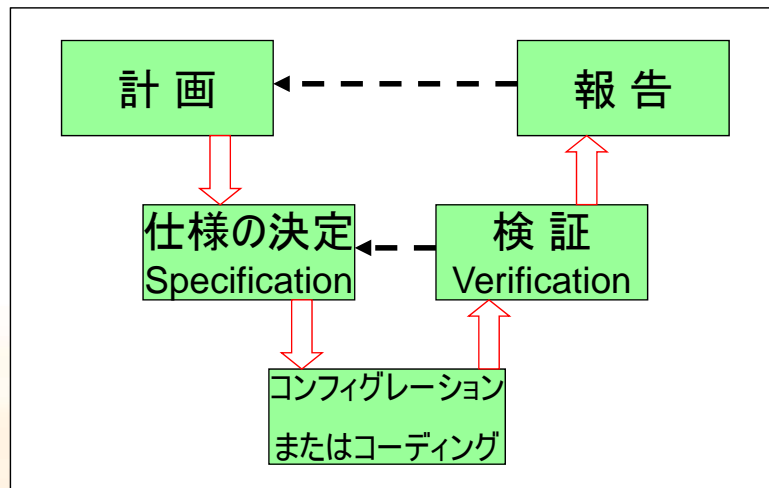 計 画
報 告
仕様の決定
Specification
検 証
Verification
コンフィグレーション
またはコーディング